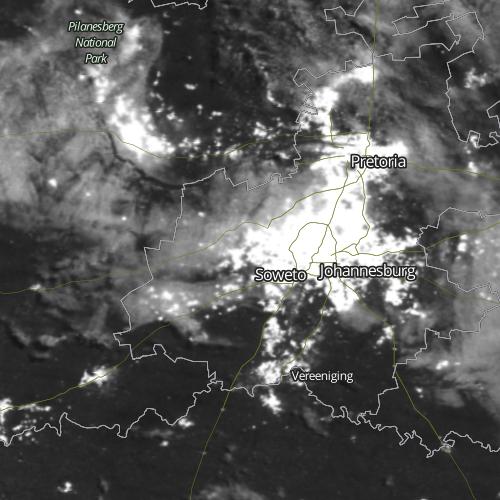 Pilanesberg
National
Park
Pretoria
Soweto
Johannesburg
Vereeniging